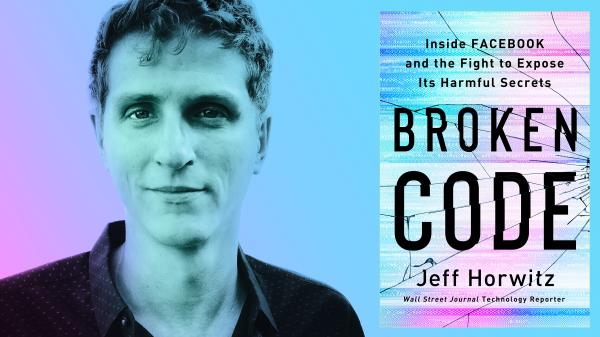 Inside FACEBOOK
and the Fight to Expose
Its Harmful Secrets
BROKEN
CODE
Jeff Horwitz
Wall Street Journal Technology Reporter